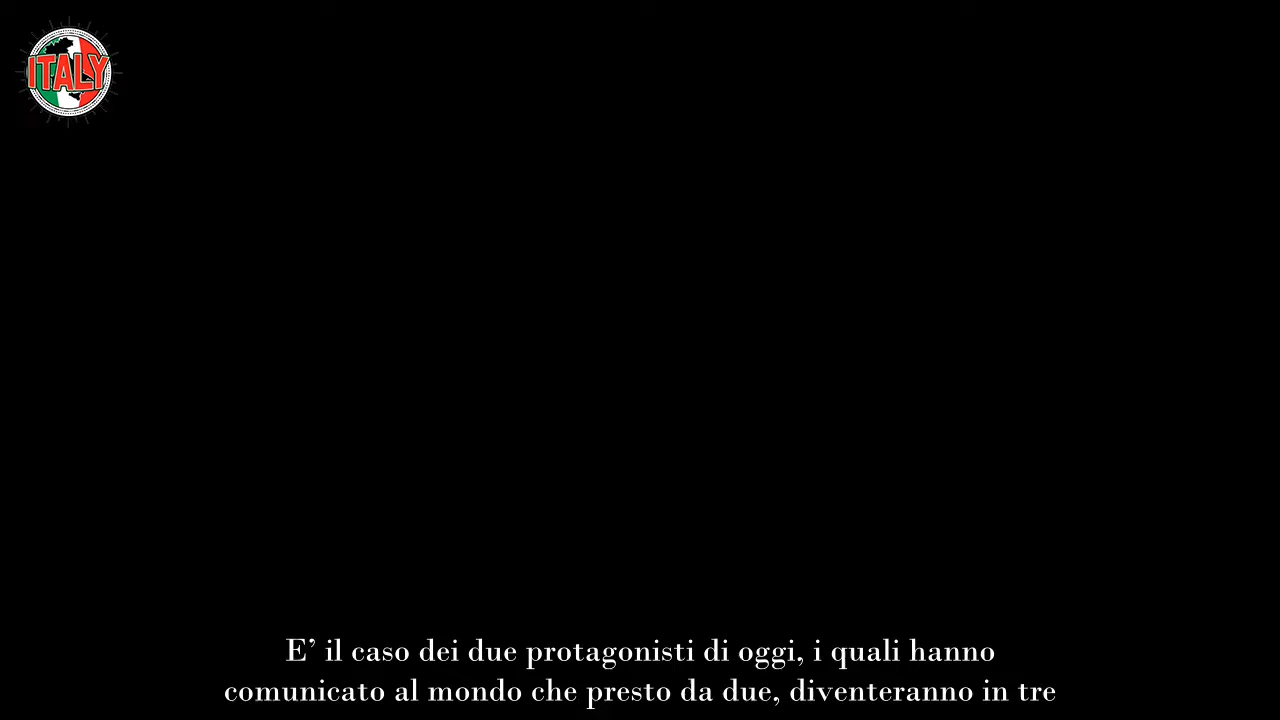 ITALY
E’ il caso dei due protagonisti di oggi, i quali hanno
comunicato al mondo che presto da due, diventeranno in tre